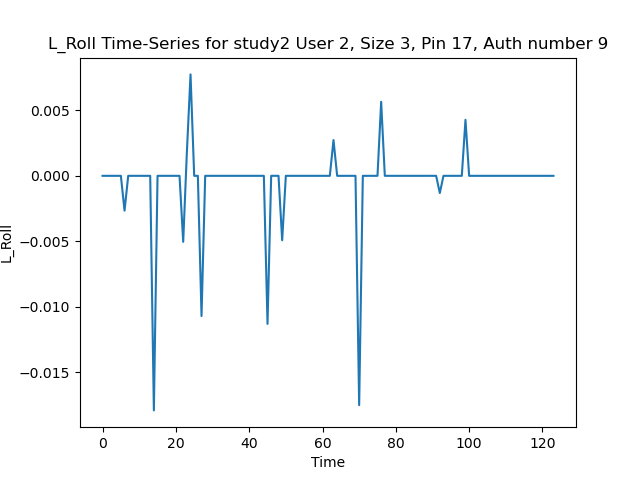 L_Roll Time-Series for study2 User 2, Size 3, Pin 17, Auth number 9
0.005
0.000
−0.005
−0.010
−0.015
L_Roll
0 20 40 60 80 100 120
Time